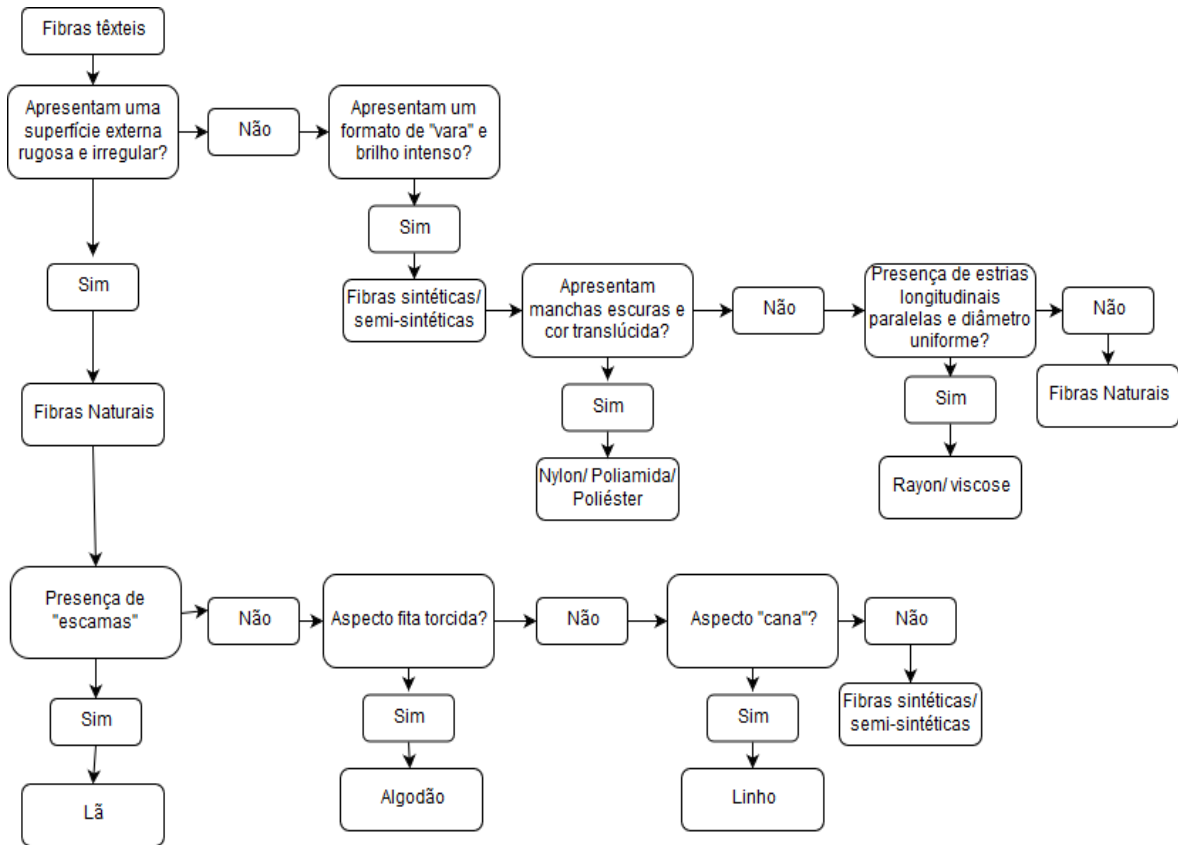 Fibras têxteis
Apresentam uma
superfície externa
rugosa e irregular?
Não
Apresentam um
formato de "vara" e
brilho intenso?
Sim
Sim
Fibras sintéticas/
semi-sintéticas
Apresentam
manchas escuras e
cor translúcida?
Não
Presença de estrias
longitudinais
paralelas e diâmetro
uniforme?
Não
Fibras Naturais
Sim
Sim
Fibras Naturais
Nylon/ Poliamida/
Poliéster
Rayon/ viscose
Presença de
"escamas"
Não
Aspecto fita torcida?
Não
Aspecto "cana"?
Não
Sim
Sim
Sim
Fibras sintéticas/
semi-sintéticas
Lã
Algodão
Linho